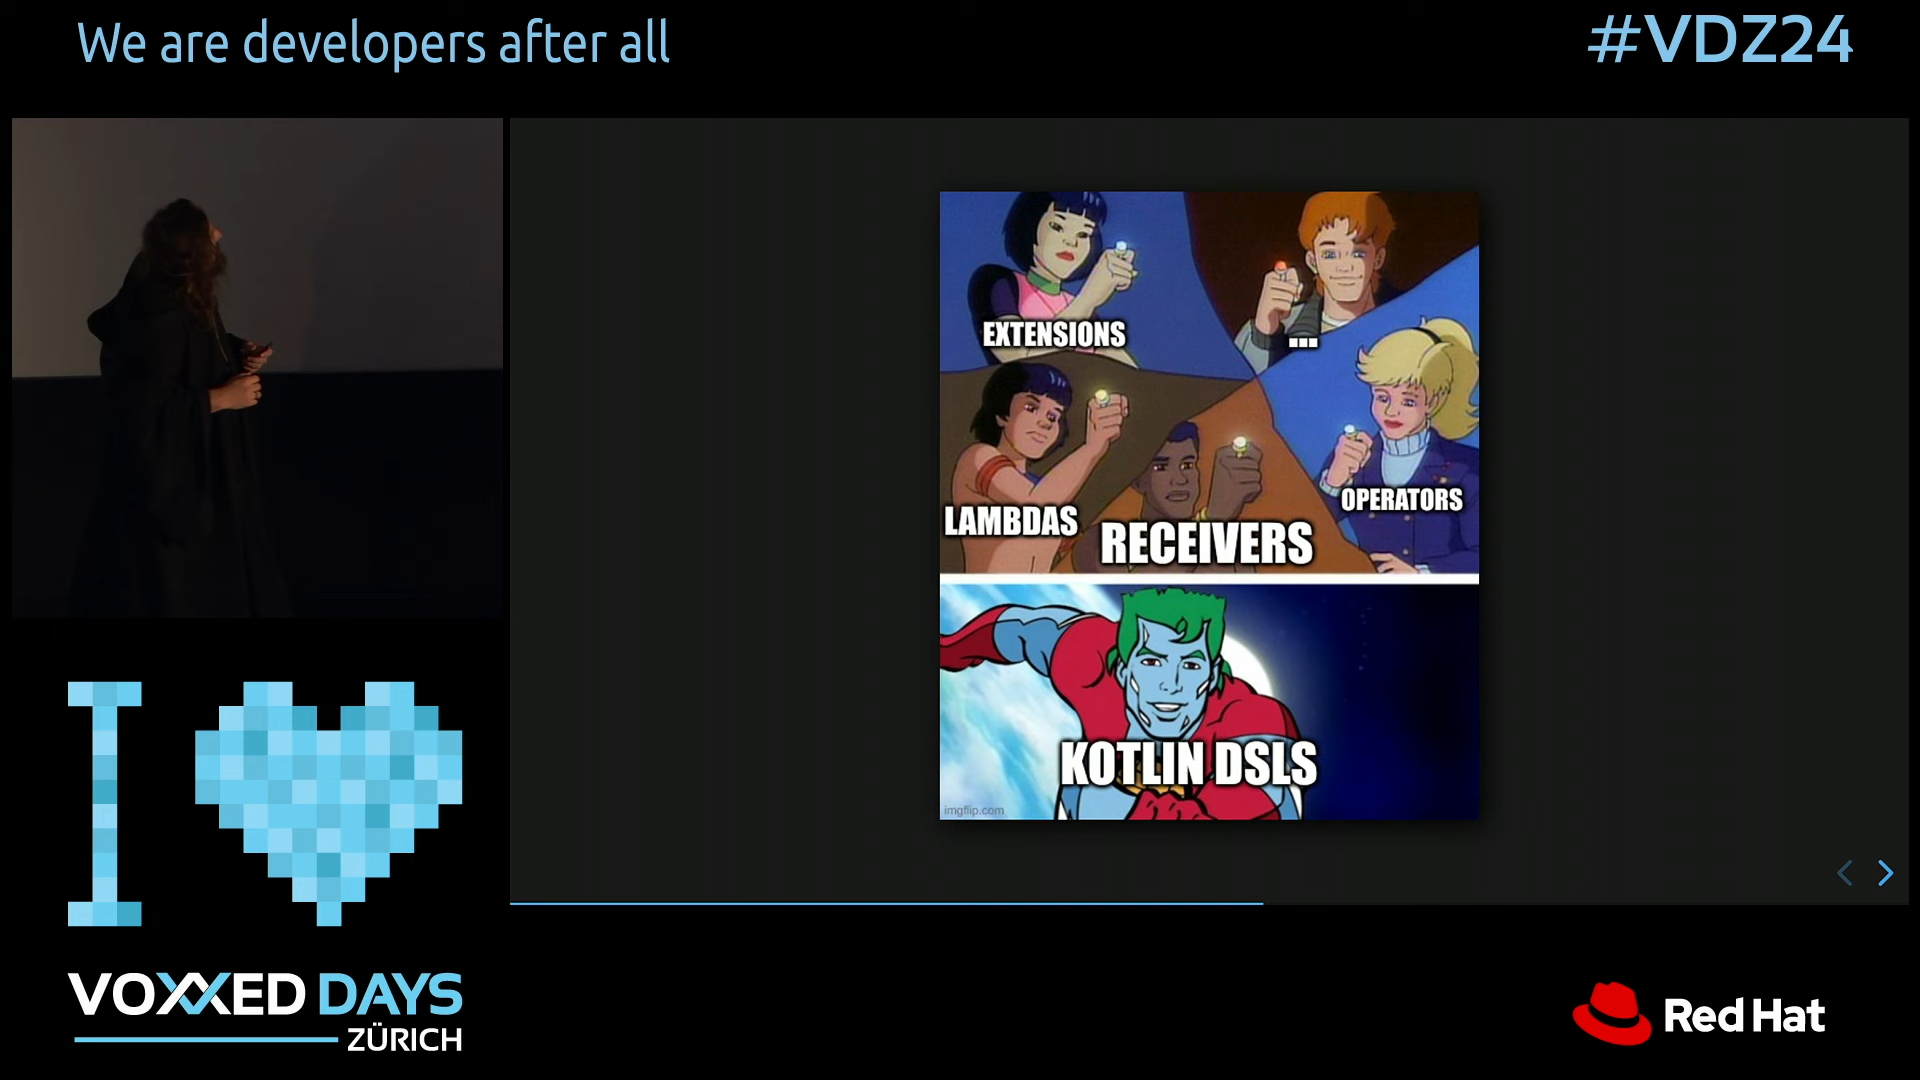 We are developers after all
#VDZ24
EXTENSIONS
...
LAMBDAS
RECEIVERS
OPERATORS
KOTLIN DSLS
imgflip.com
VOXXED DAYS
ZÜRICH
Red Hat